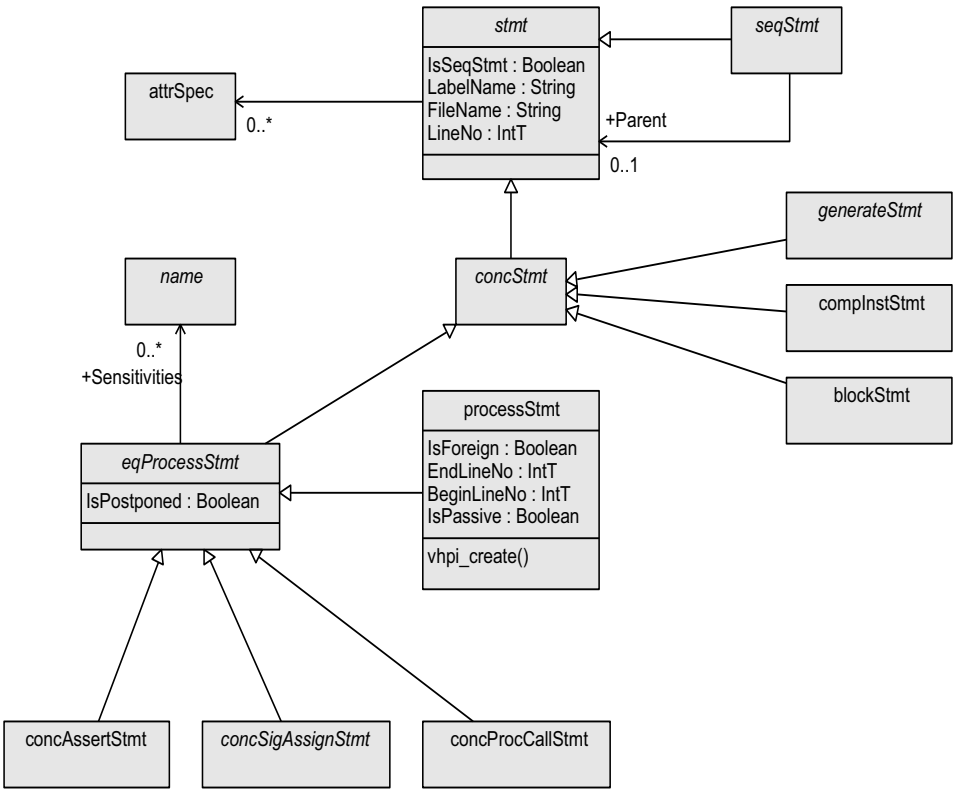 stmt
IsSeqStmt : Boolean
LabelName : String
FileName : String
LineNo : IntT
seqStmt
attrSpec
0..*
+Parent
0..1
generateStmt
name
concStmt
compInstStmt
0..*
+Sensitivities
blockStmt
processStmt
IsForeign : Boolean
EndLineNo : IntT
BeginLineNo : IntT
IsPassive : Boolean
vhpi_create()
eqProcessStmt
IsPostponed : Boolean
concAssertStmt
concSigAssignStmt
concProcCallStmt